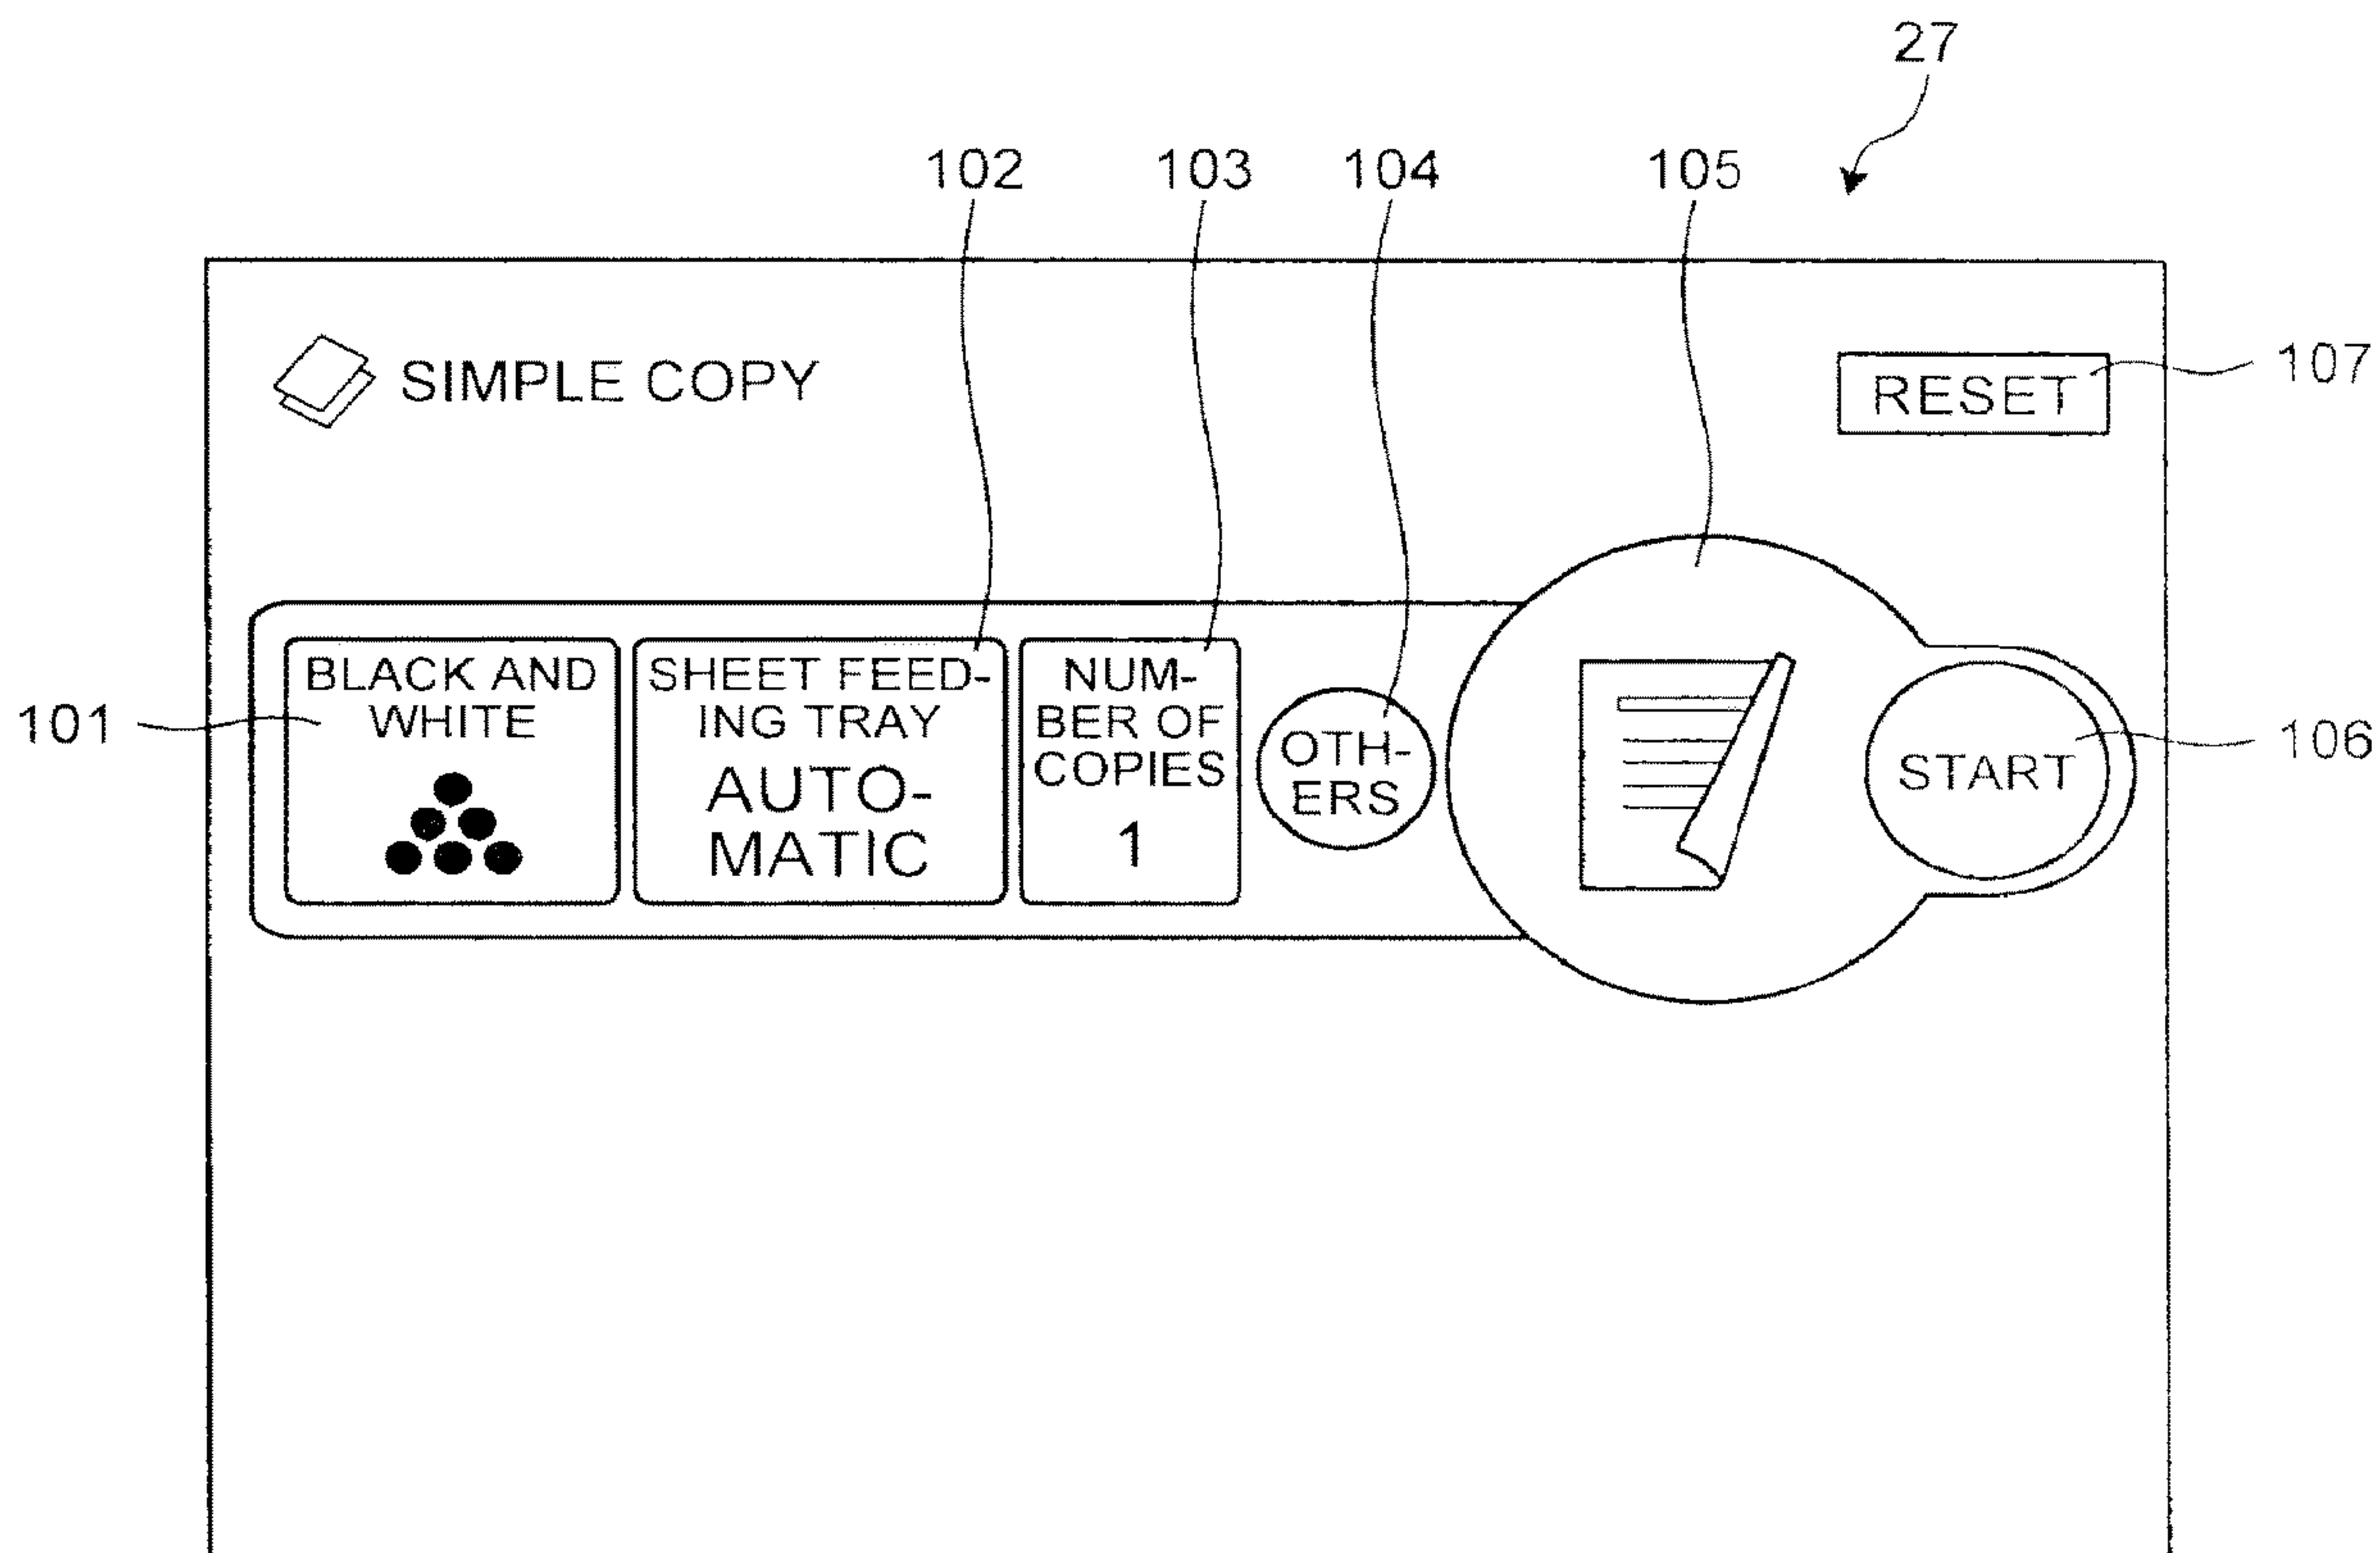 27
102 103 104 105
SIMPLE COPY
RESET
107
101
BLACK AND
WHITE
SHEET FEED-
ING TRAY
AUTO-
MATIC
NUM-
BER OF
COPIES
1
OTH-
ERS
START
106